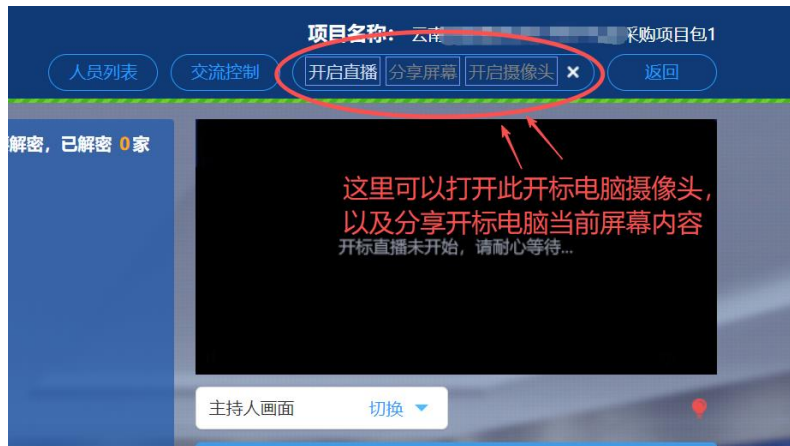 项目名称： 云南 采购项目包1
人员列表 交流控制 开启直播 分享屏幕 开启摄像头 × 返回
解密，已解密 0家
这里可以打开此开标电脑摄像头，
以及分享开标电脑当前屏幕内容
开标直播未开始，请耐心等待...
主持人画面 切换